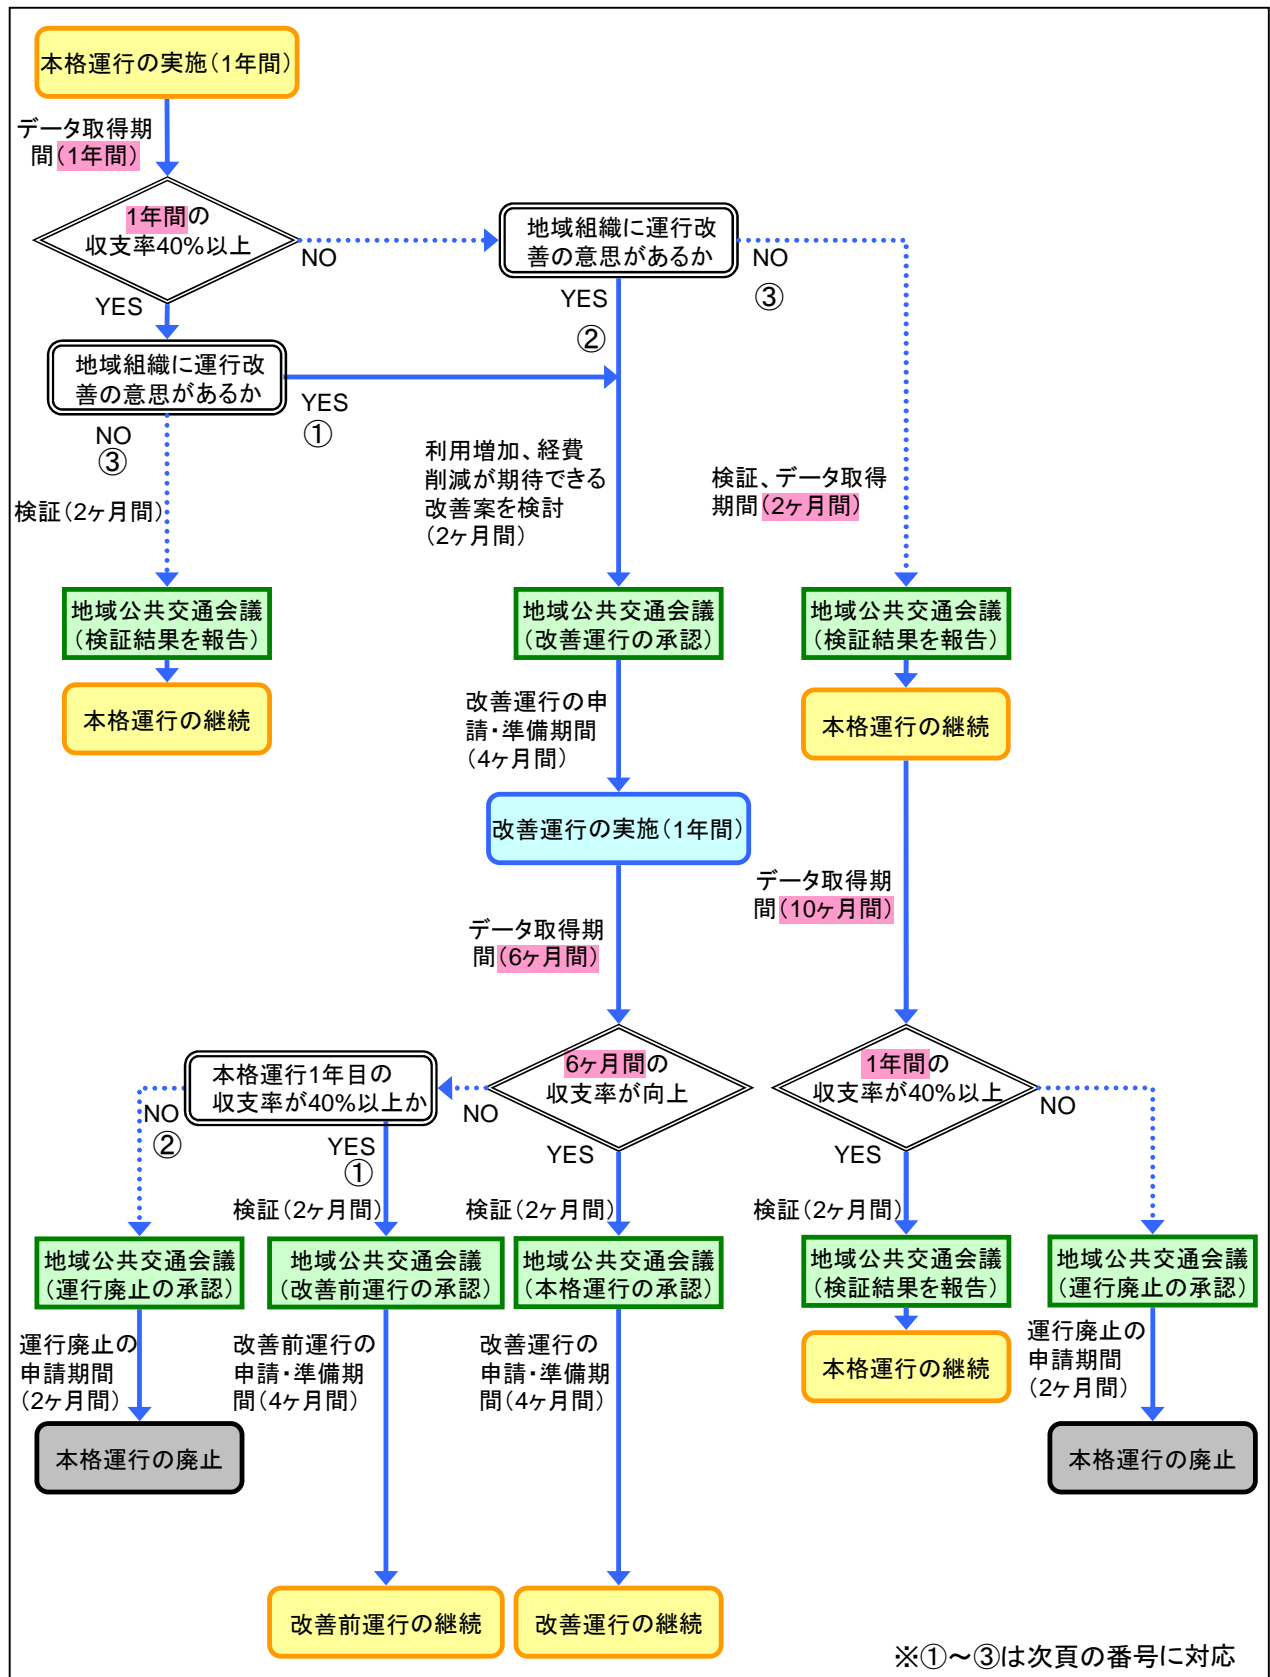 本格運行の実施(1年間)
データ取得期
間(1年間)
1年間の
収支率40%以上
NO
YES
地域組織に運行改
善の意思があるか
NO
③
YES
②
地域組織に運行改
善の意思があるか
YES
①
NO
③
検証(2ヶ月間)
利用増加、経費
削減が期待できる
改善案を検討
(2ヶ月間)
検証、データ取得
期間(2ヶ月間)
地域公共交通会議
(検証結果を報告)
地域公共交通会議
(改善運行の承認)
地域公共交通会議
(検証結果を報告)
本格運行の継続
改善運行の申
請・準備期間
(4ヶ月間)
本格運行の継続
改善運行の実施(1年間)
データ取得期
間(10ヶ月間)
データ取得期
間(6ヶ月間)
本格運行1年目の
収支率が40%以上か
6ヶ月間の
収支率が向上
1年間の
収支率が40%以上
NO
②
YES
①
NO
YES
YES
NO
検証(2ヶ月間)
検証(2ヶ月間)
検証(2ヶ月間)
地域公共交通会議
(運行廃止の承認)
地域公共交通会議
(改善前運行の承認)
地域公共交通会議
(本格運行の承認)
地域公共交通会議
(検証結果を報告)
地域公共交通会議
(運行廃止の承認)
運行廃止の
申請期間
(2ヶ月間)
改善前運行の
申請・準備期
間(4ヶ月間)
改善運行の
申請・準備期
間(4ヶ月間)
本格運行の継続
運行廃止の
申請期間
(2ヶ月間)
本格運行の廃止
本格運行の廃止
改善前運行の継続
改善運行の継続
※①～③は次頁の番号に対応